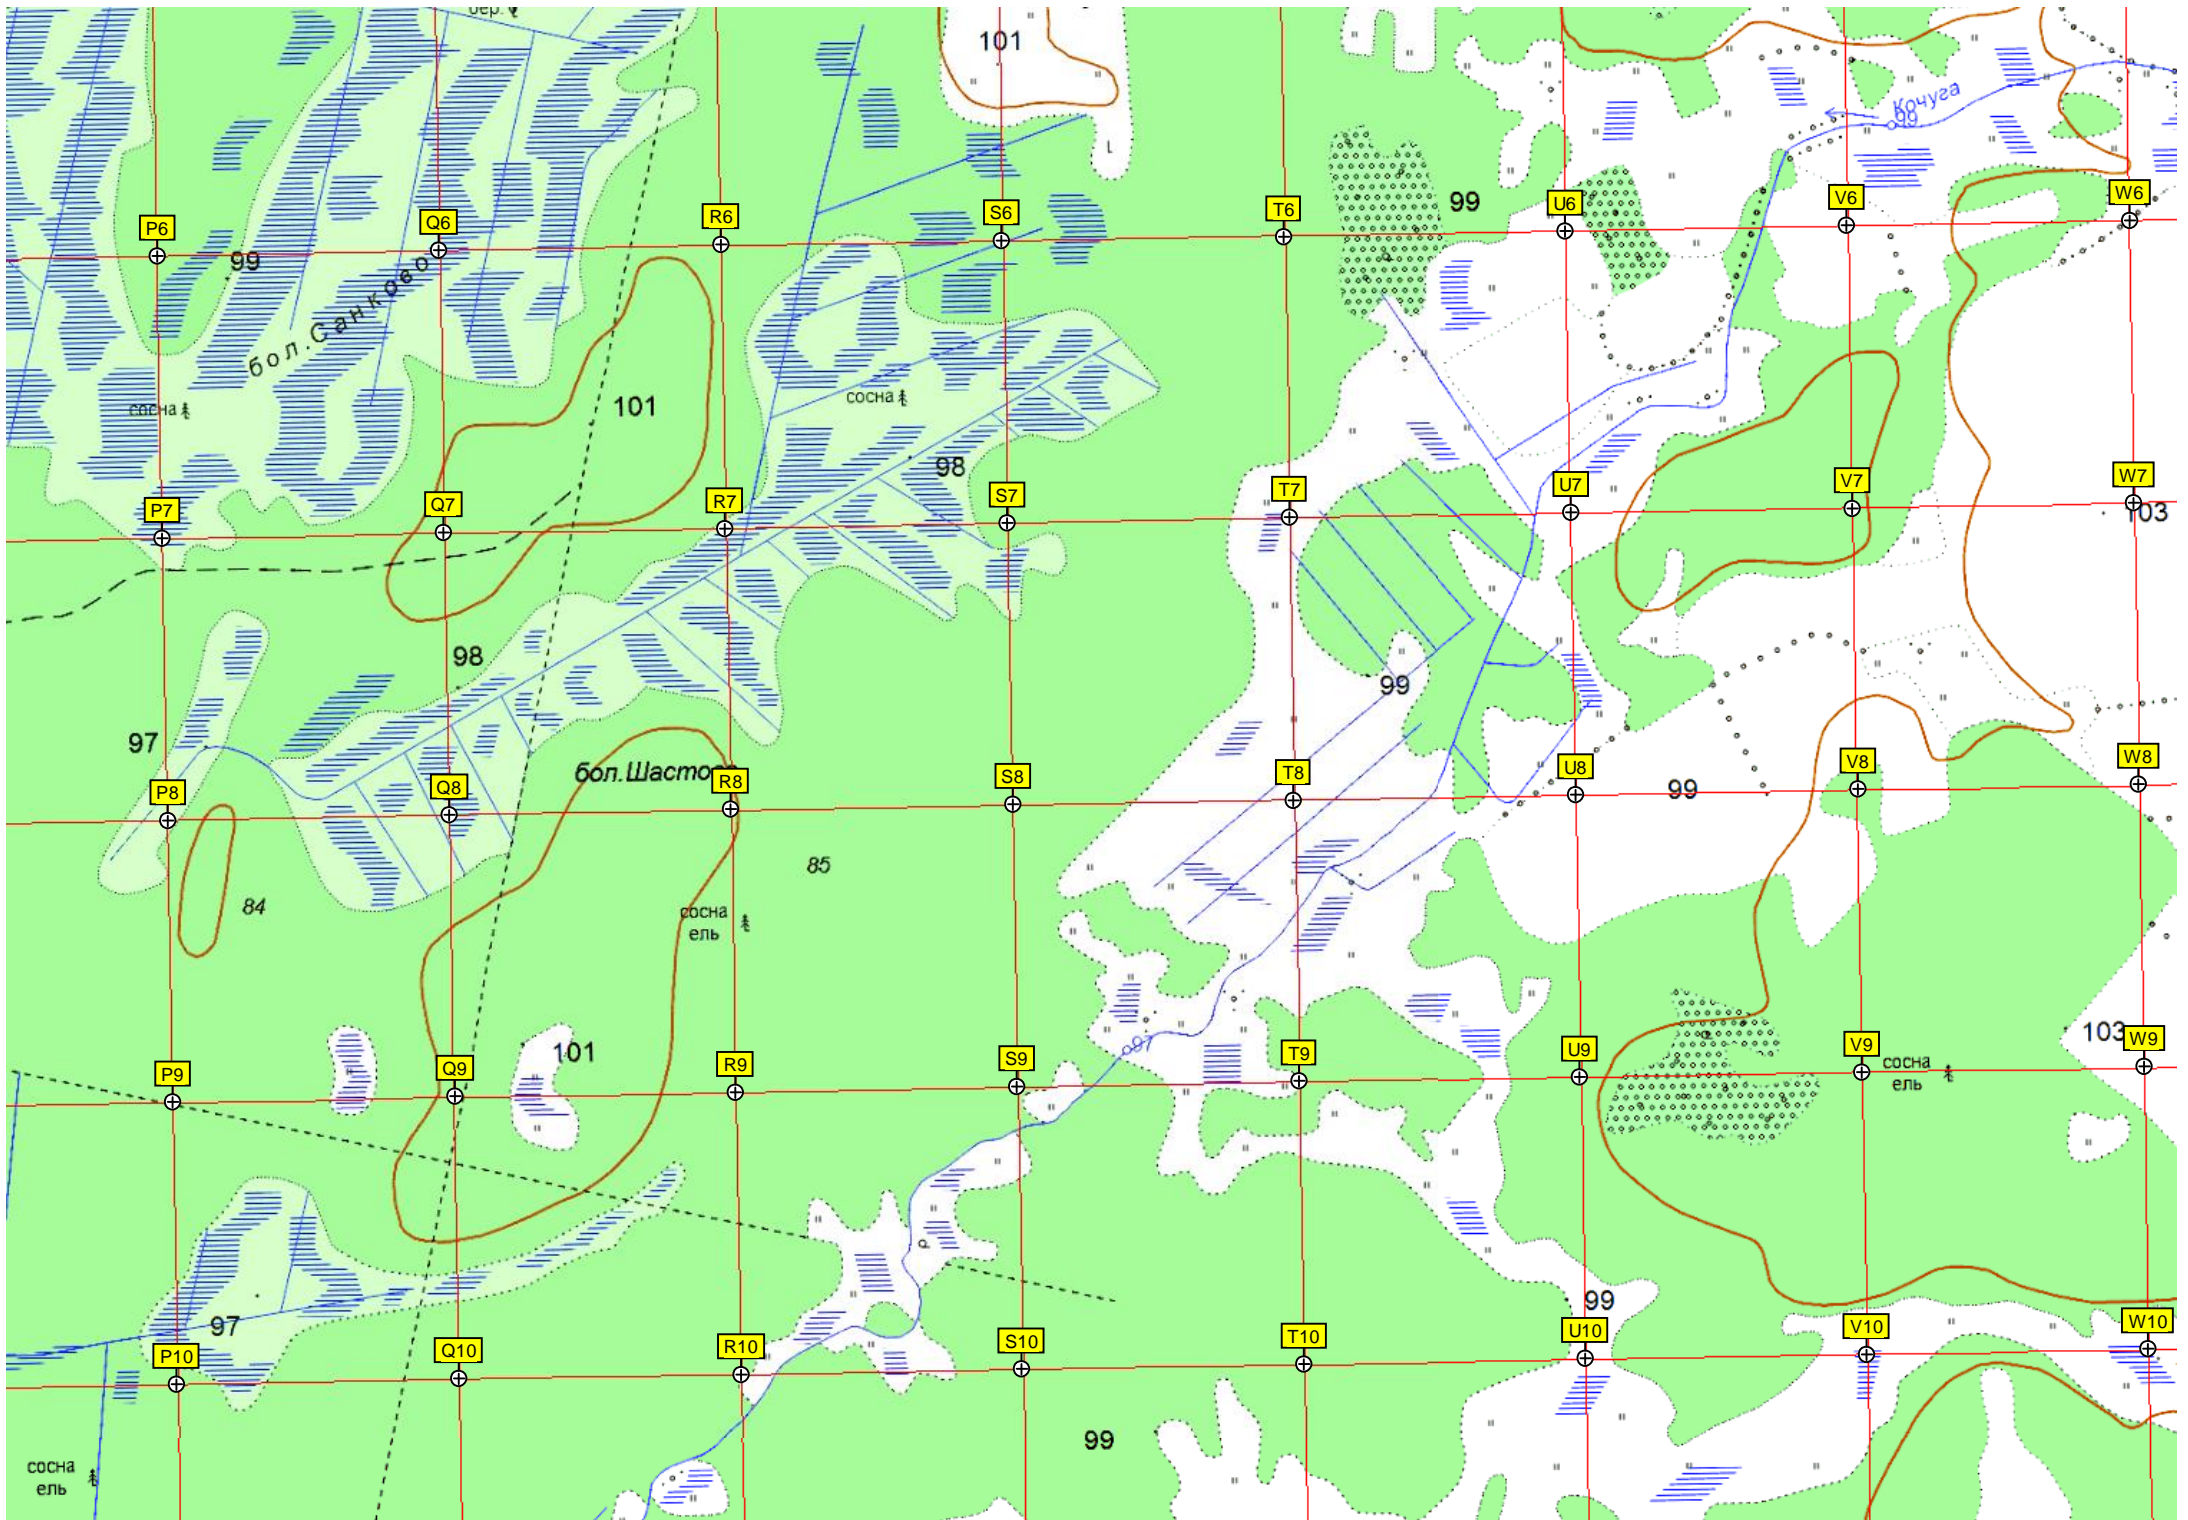 101
Кочуга
99
P6
Q6
R6
S6
T6
99
U6
V6
W6
99
бол.Санково
101
сосна
сосна
98
P7
Q7
R7
S7
T7
U7
V7
W7
103
98
99
97
бол.Шастово
P8
Q8
R8
S8
T8
U8
99
V8
W8
84
85
сосна
ель
101
97
103
P9
Q9
R9
S9
T9
U9
V9
W9
сосна
ель
97
99
P10
Q10
R10
S10
T10
U10
V10
W10
99
сосна
ель